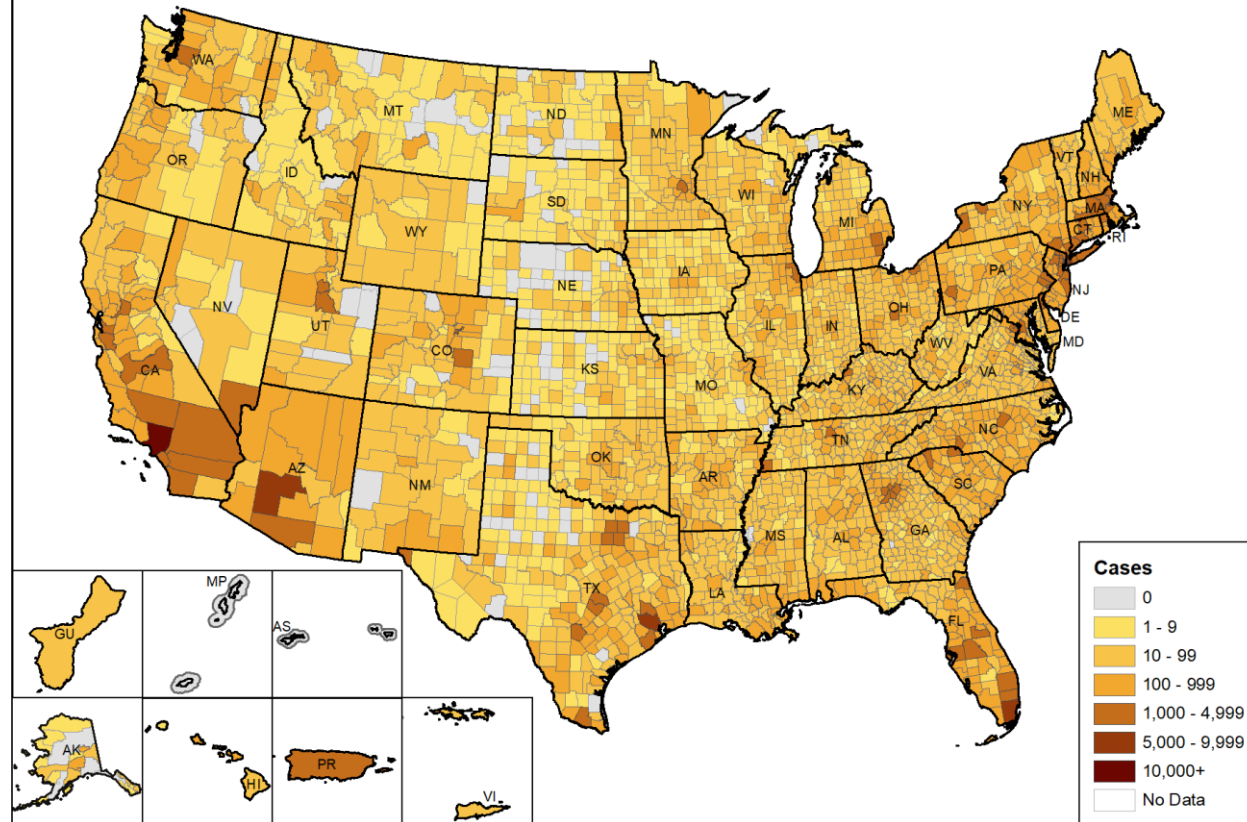 WA
MT
ND
MN
ME
OR
ID
SD
WI
VT
NH
NY
MA
CT
RI
MI
WY
IA
NE
PA
NJ
NV
UT
CO
IL
IN
OH
DE
MD
WV
VA
CA
KS
MO
KY
NC
TN
AZ
NM
OK
AR
SC
MS
AL
GA
TX
LA
FL
GU
MP
AS
AK
HI
PR
VI
Cases
0
1 - 9
10 - 99
100 - 999
1,000 - 4,999
5,000 - 9,999
10,000+
No Data